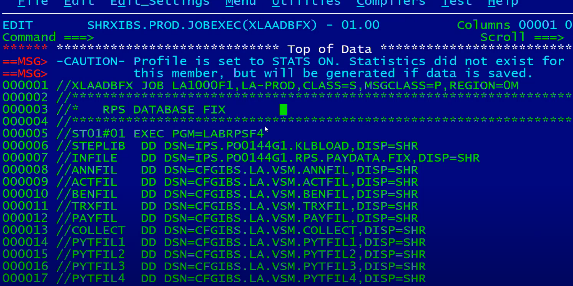 File  Edit  Edit_Settings  Menu  Utilities  Compilers  Test  Help
EDIT       SHRXIBS.PROD.JOBEXEC(XLAADBFX) - 01.00          Columns 00001 0
Command ===>                                                  Scroll ===>
****** ***************************** Top of Data ******************************
==MSG> -CAUTION- Profile is set to STATS ON. Statistics did not exist for
==MSG>           this member, but will be generated if data is saved.
000001 //XLAADBFX JOB LA1000F1,LA-PROD,CLASS=S,MSGCLASS=P,REGION=0M
000002 //**********************************************************************
000003 //*   RPS DATABASE FIX
000004 //**********************************************************************
000005 //ST01#01 EXEC PGM=LABRPSF4
000006 //STEPLIB  DD DSN=IPS.P00144G1.KLBLOAD,DISP=SHR
000007 //INFILE   DD DSN=IPS.P00144G1.RPS.PAYDATA.FIX,DISP=SHR
000008 //ANNFIL   DD DSN=CFGIBS.LA.VSM.ANNFIL,DISP=SHR
000009 //ACTFIL   DD DSN=CFGIBS.LA.VSM.ACTFIL,DISP=SHR
000010 //BENFIL   DD DSN=CFGIBS.LA.VSM.BENFIL,DISP=SHR
000011 //TRXFIL   DD DSN=CFGIBS.LA.VSM.TRXFIL,DISP=SHR
000012 //PAYFIL   DD DSN=CFGIBS.LA.VSM.PAYFIL,DISP=SHR
000013 //COLLECT  DD DSN=CFGIBS.LA.VSM.COLLECT,DISP=SHR
000014 //PYTFIL1  DD DSN=CFGIBS.LA.VSM.PYTFIL1,DISP=SHR
000015 //PYTFIL2  DD DSN=CFGIBS.LA.VSM.PYTFIL2,DISP=SHR
000016 //PYTFIL3  DD DSN=CFGIBS.LA.VSM.PYTFIL3,DISP=SHR
000017 //PYTFIL4  DD DSN=CFGIBS.LA.VSM.PYTFIL4,DISP=SHR